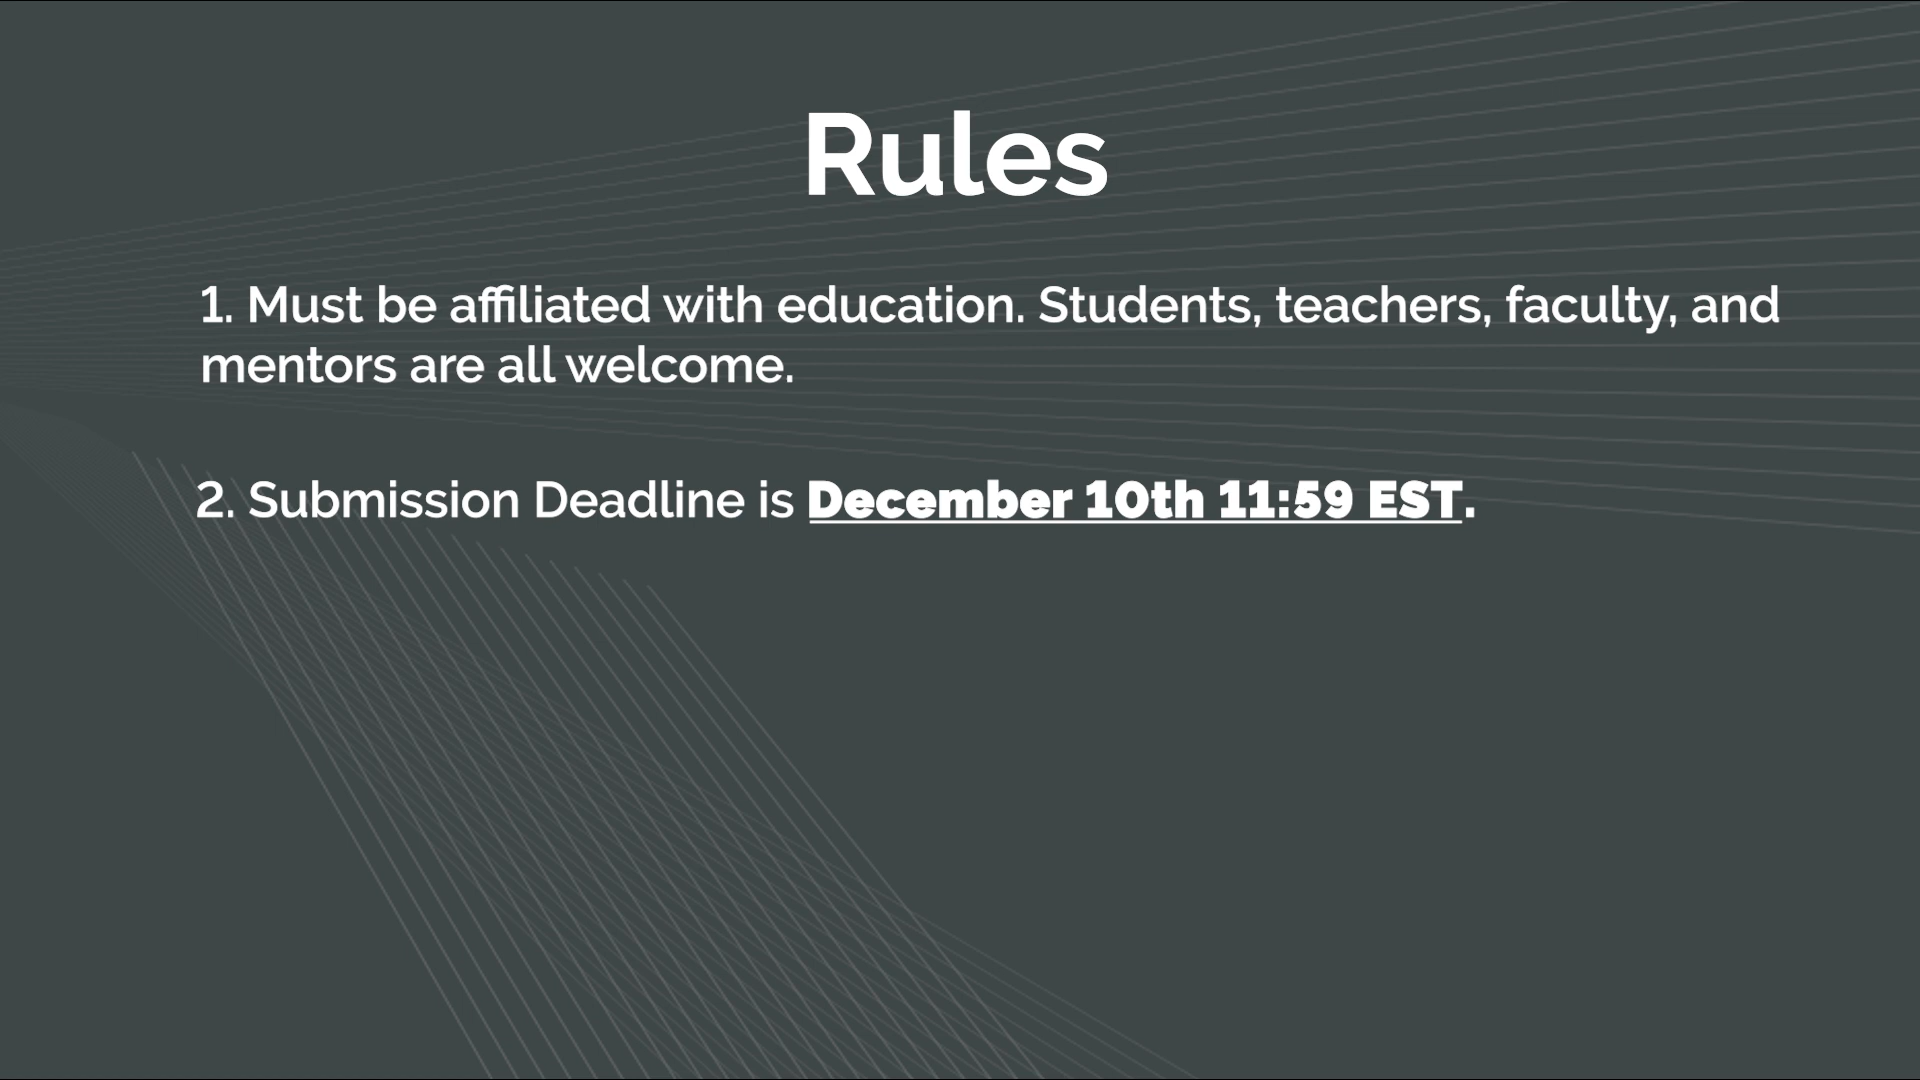 Rules
1. Must be affiliated with education. Students, teachers, faculty, and
mentors are all welcome.
2. Submission Deadline is December 10th 11:59 EST.